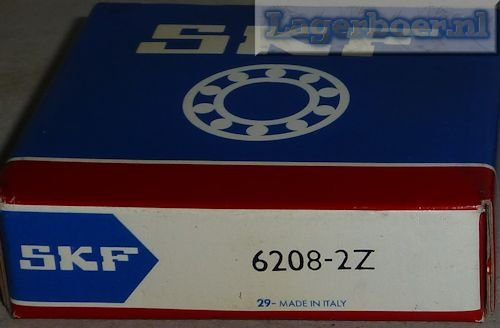 Lagerboer.nl
SKF
SKF
6208-2Z
29- MADE IN ITALY